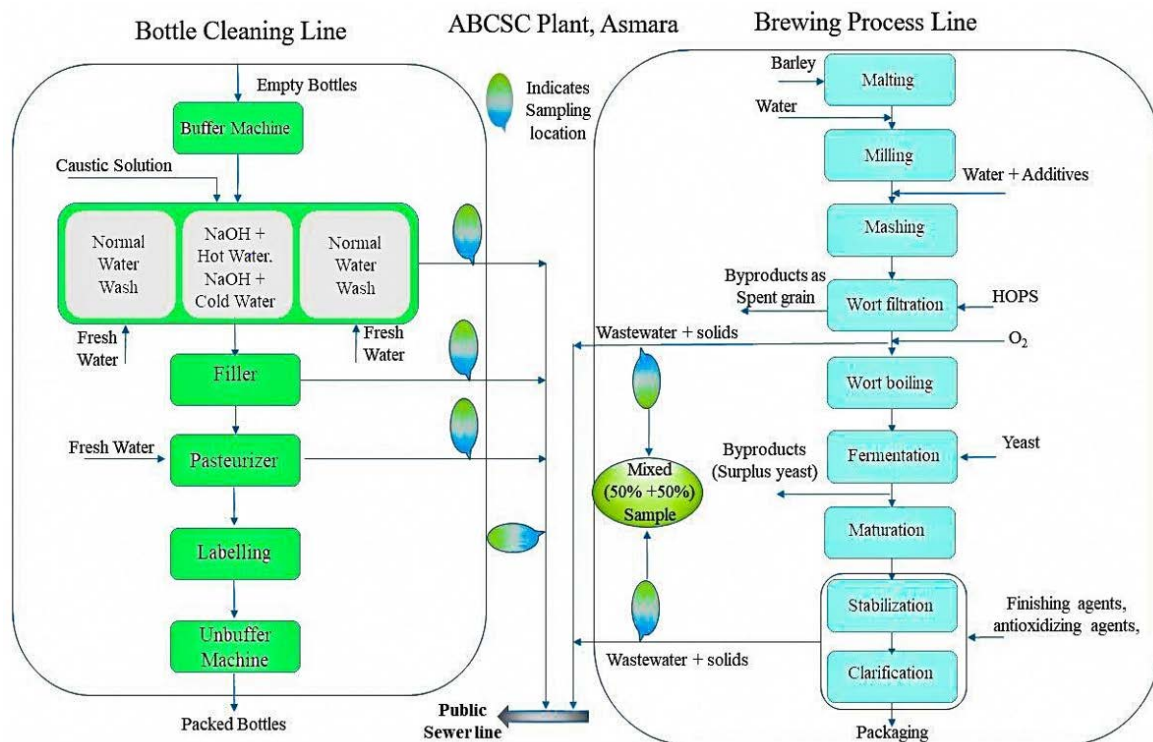 Bottle Cleaning Line
ABCSC Plant, Asmara
Brewing Process Line
Empty Bottles
Buffer Machine
Caustic Solution
Normal
Water
Wash
NaOH +
Hot Water.
NaOH +
Cold Water
Normal
Water
Wash
Fresh
Water
Fresh
Water
Filler
Fresh Water
Pasteurizer
Labelling
Unbuffer
Machine
Packed Bottles
Indicates
Sampling
location
Public
Sewer line
Barley
Malting
Water
Milling
Water + Additives
Mashing
Byproducts as
Spent grain
Wort filtration
HOPS
Wastewater + solids
O₂
Wort boiling
Byproducts
(Surplus yeast)
Fermentation
Yeast
Mixed
(50% +50%)
Sample
Maturation
Stabilization
Finishing agents,
antioxidizing agents,
Wastewater + solids
Clarification
Packaging